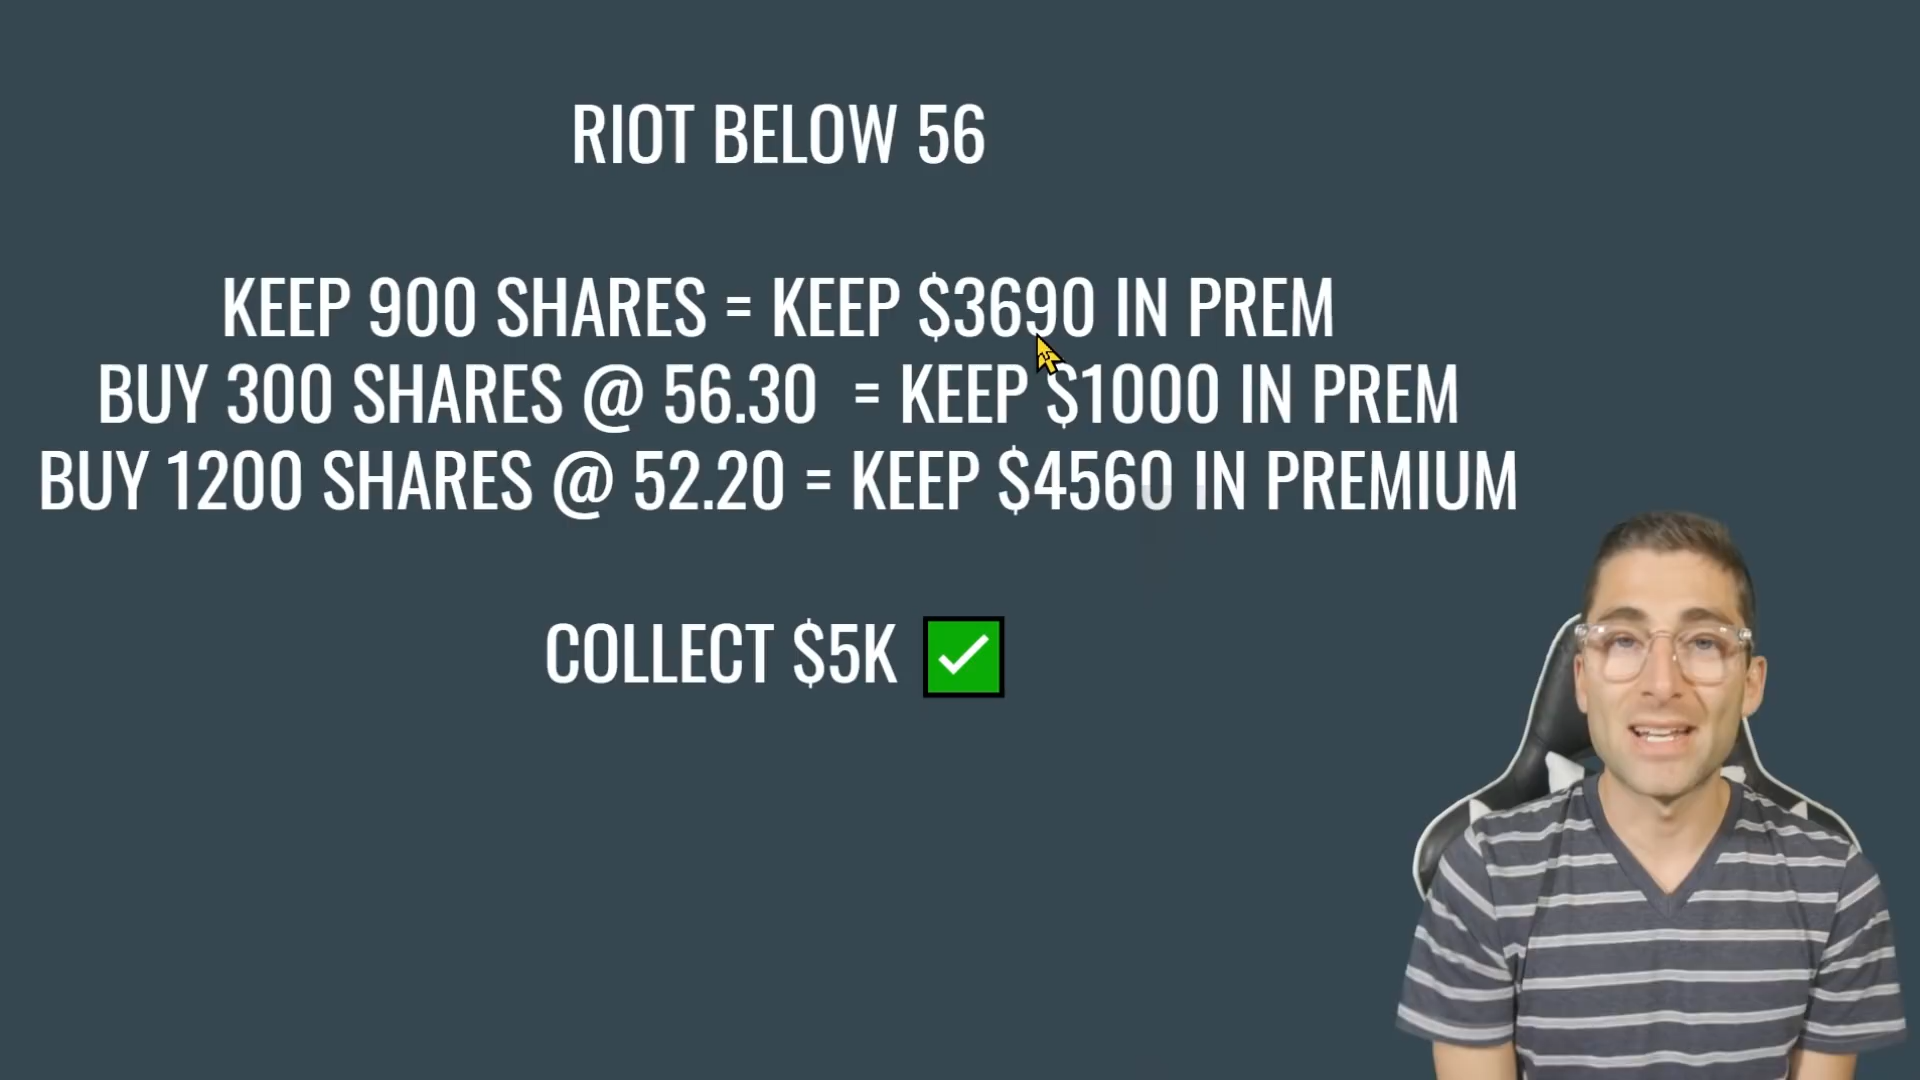 RIOT BELOW 56
KEEP 900 SHARES = KEEP $3690 IN PREM
BUY 300 SHARES @ 56.30 = KEEP $1000 IN PREM
BUY 1200 SHARES @ 52.20 = KEEP $4560 IN PREMIUM
COLLECT $5K